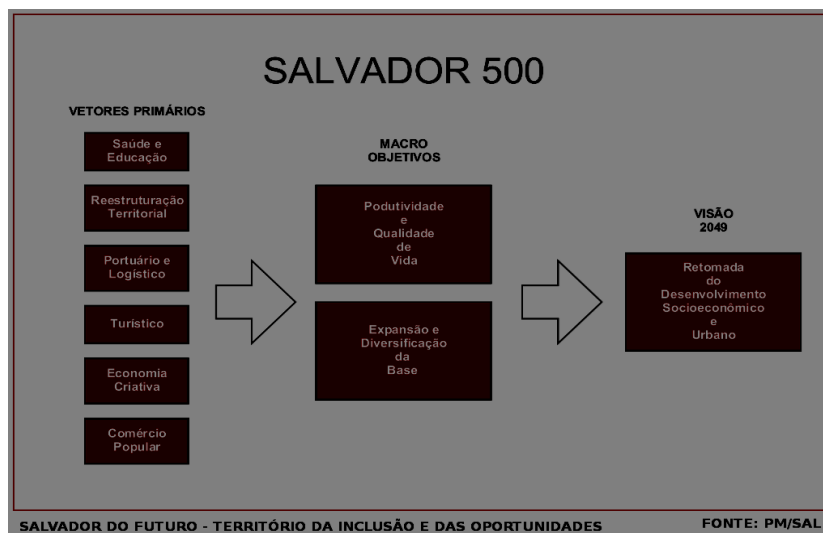 SALVADOR 500
VETORES PRIMÁRIOS
Saúde e
Educação
Reestruturação
Territorial
Portuário e
Logístico
Turístico
Economia
Criativa
Comércio
Popular
MACRO
OBJETIVOS
Podutividade
e
Qualidade
de
Vida
Expansão e
Diversificação
da
Base
VISÃO
2049
Retomada
do
Desenvolvimento
Socioeconômico
e
Urbano
SALVADOR DO FUTURO - TERRITÓRIO DA INCLUSÃO E DAS OPORTUNIDADES
FONTE: PM/SAL